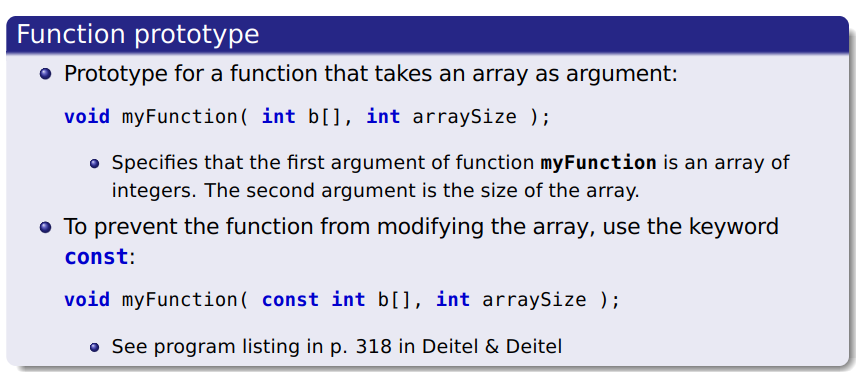 Function prototype
Prototype for a function that takes an array as argument:
void myFunction( int b[], int arraySize );
Specifies that the first argument of function myFunction is an array of
integers. The second argument is the size of the array.
To prevent the function from modifying the array, use the keyword
const:
void myFunction( const int b[], int arraySize );
See program listing in p. 318 in Deitel & Deitel